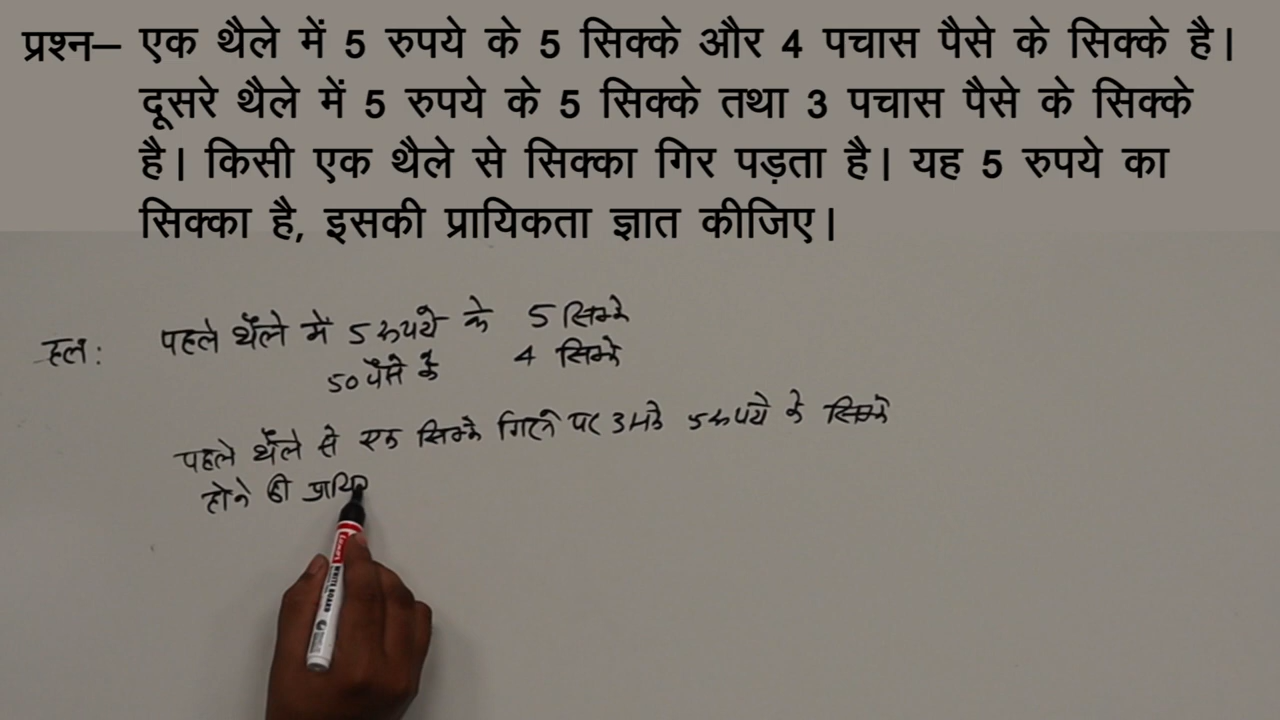 प्रश्न– एक थैले में 5 रुपये के 5 सिक्के और 4 पचास पैसे के सिक्के है।
दूसरे थैले में 5 रुपये के 5 सिक्के तथा 3 पचास पैसे के सिक्के
है। किसी एक थैले से सिक्का गिर पड़ता है। यह 5 रुपये का
सिक्का है, इसकी प्रायिकता ज्ञात कीजिए।
हल: पहले थैले में 5 रुपये के 5 सिक्के
50 पैसे के 4 सिक्के
पहले थैले से एक सिक्के गिरने पर उसके 5 रुपये के सिक्के
होने की प्रायि